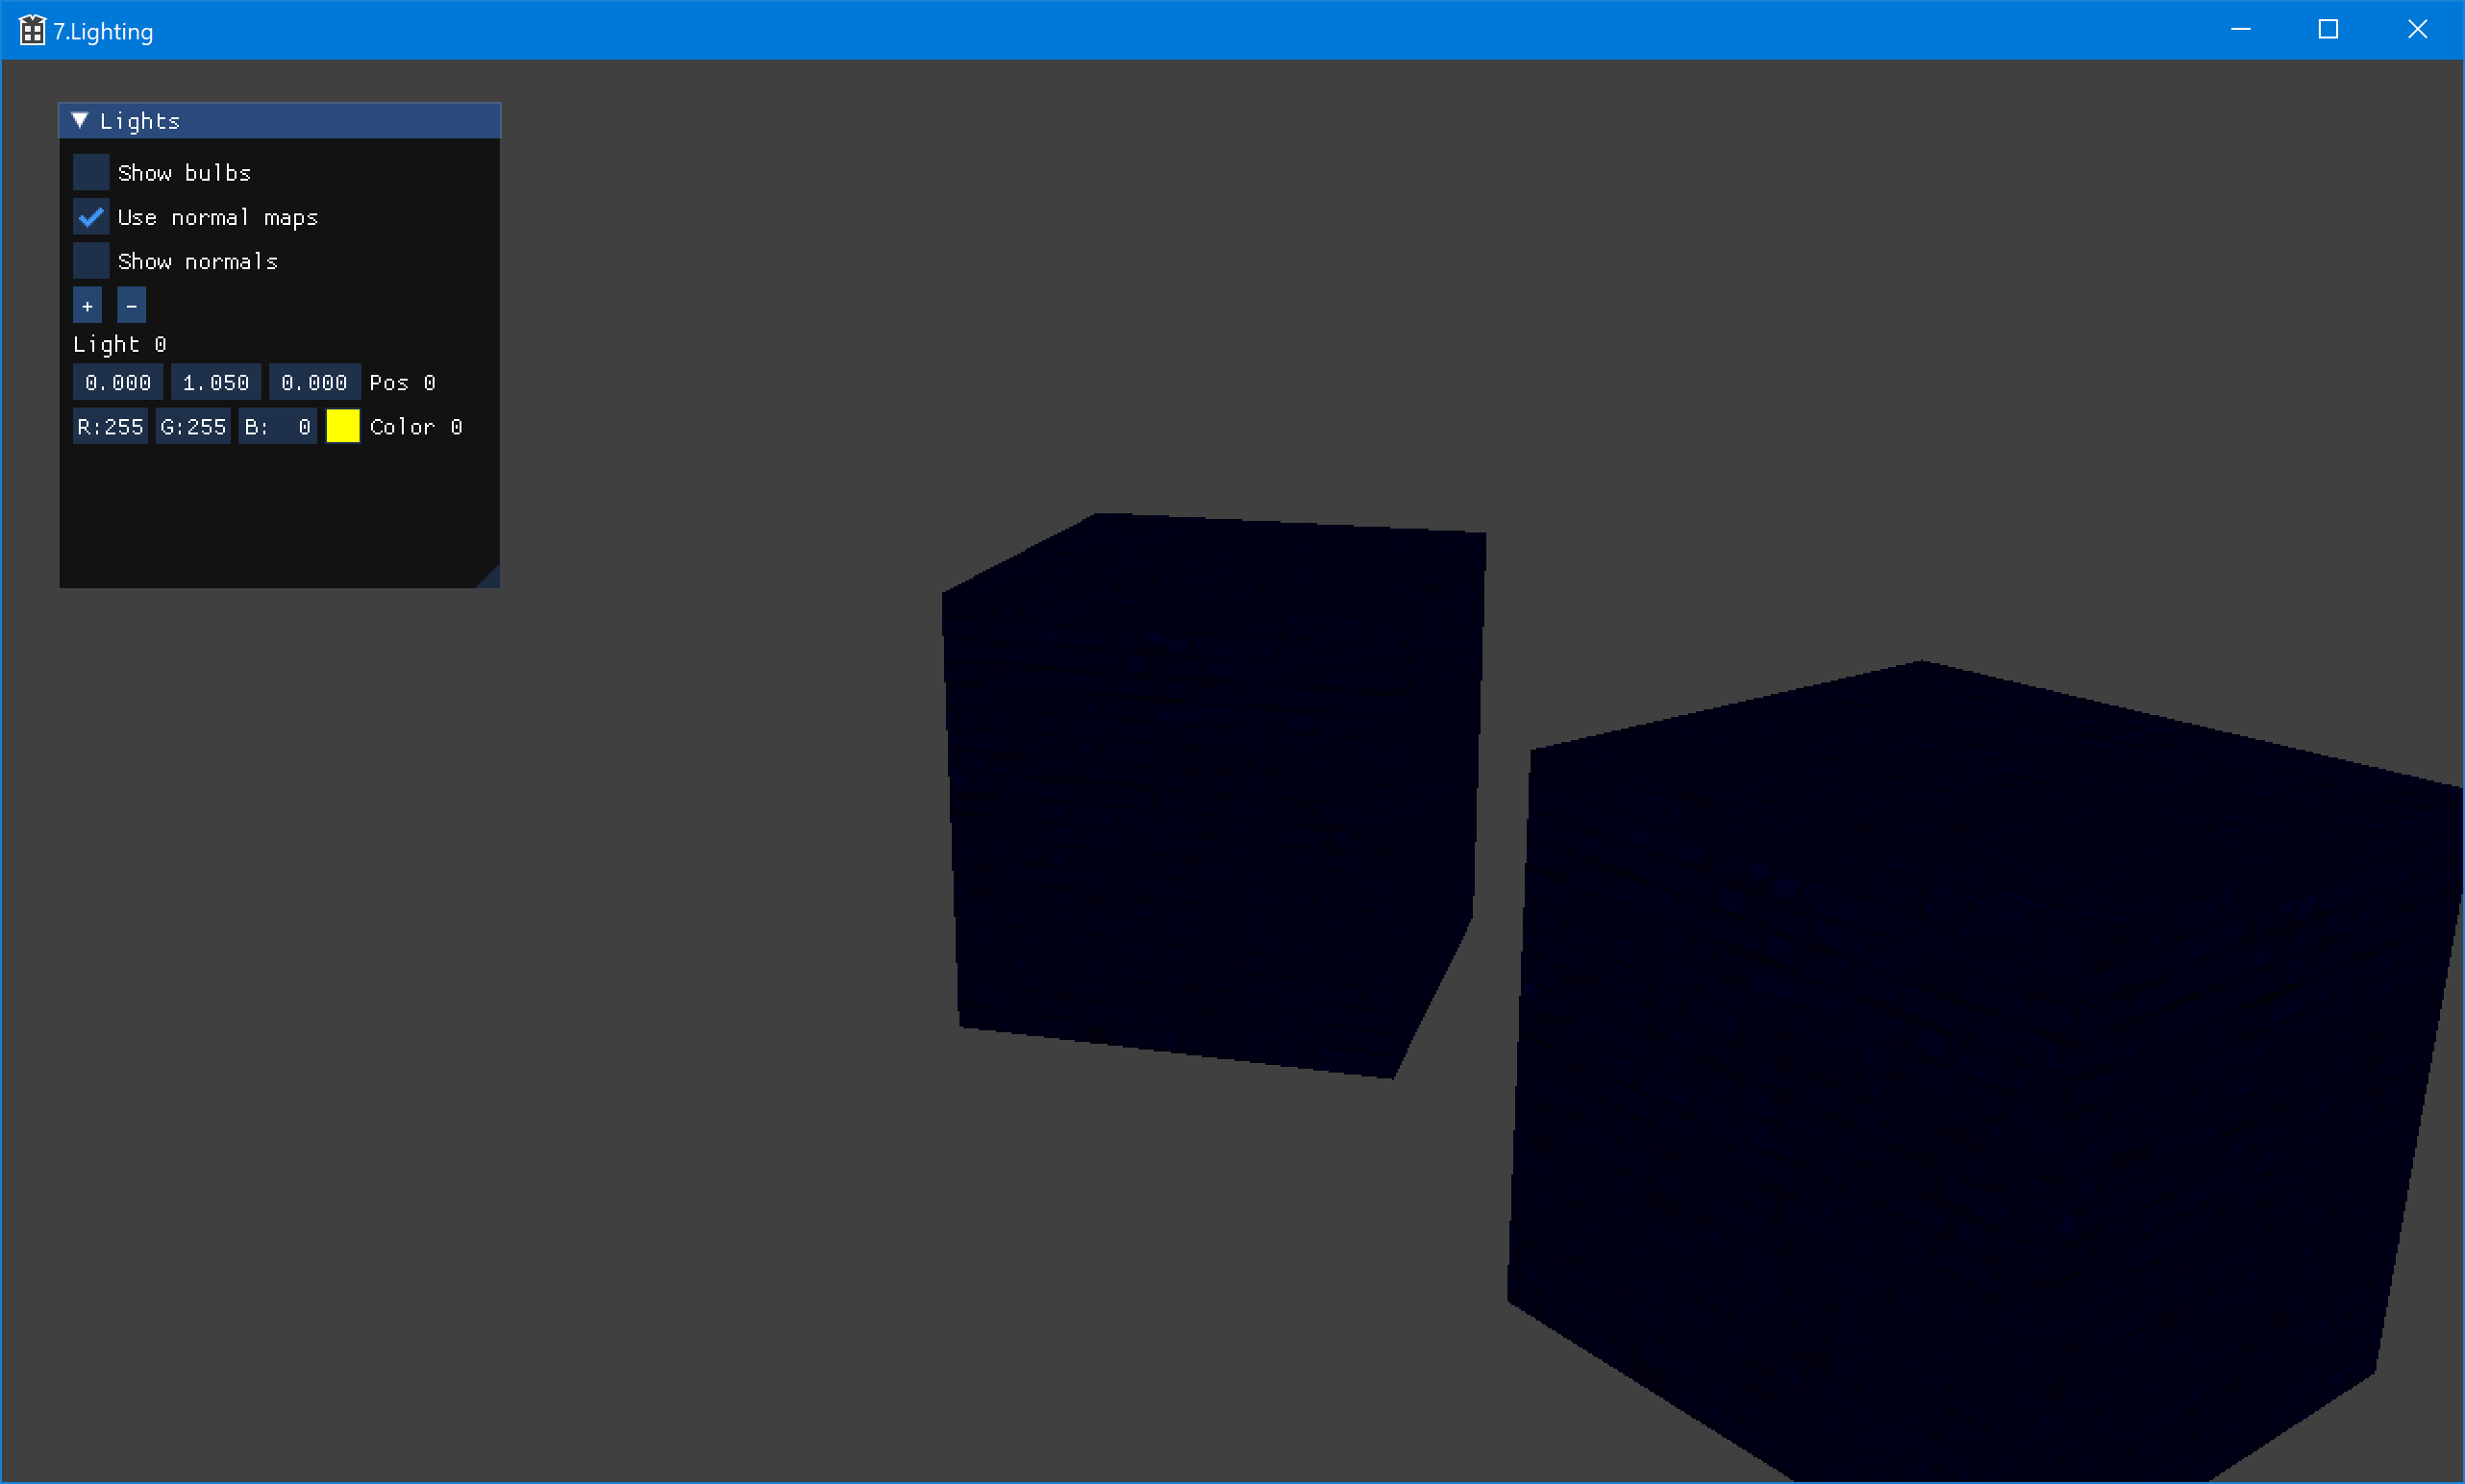 7.Lighting
Lights
Show bulbs
Use normal maps
Show normals
+ -
Light 0
0.000 1.050 0.000 Pos 0
R:255 G:255 B: 0 Color 0